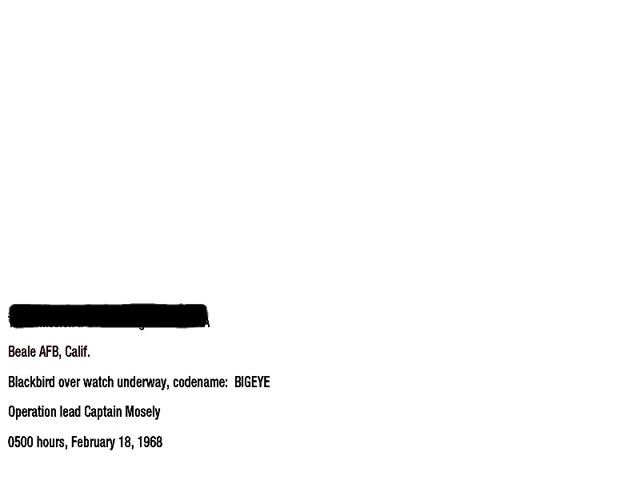 Beale AFB, Calif.
Blackbird over watch underway, codename: BIGEYE
Operation lead Captain Mosely
0500 hours, February 18, 1968